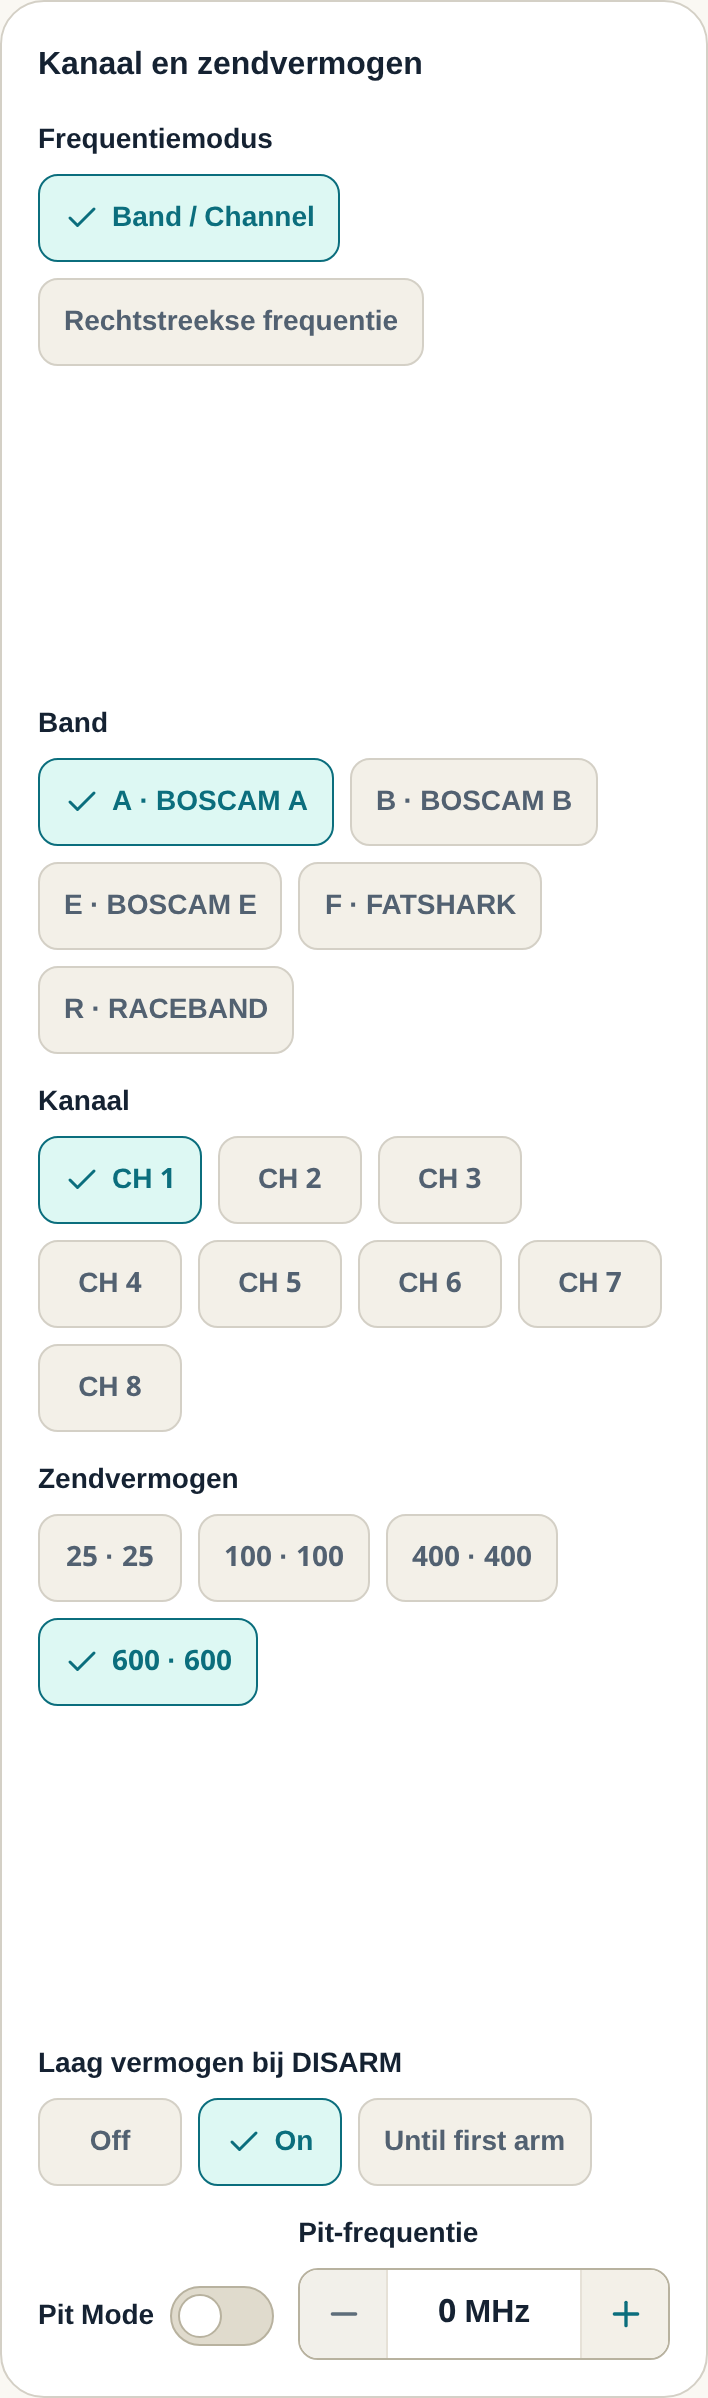 Kanaal en zendvermogen
Frequentiemodus
Band / Channel
Rechtstreekse frequentie
Band
A · BOSCAM A
B · BOSCAM B
E · BOSCAM E
F · FATSHARK
R · RACEBAND
Kanaal
CH 1
CH 2
CH 3
CH 4
CH 5
CH 6
CH 7
CH 8
Zendvermogen
25 · 25
100 · 100
400 · 400
600 · 600
Laag vermogen bij DISARM
Off
On
Until first arm
Pit-frequentie
Pit Mode
0 MHz